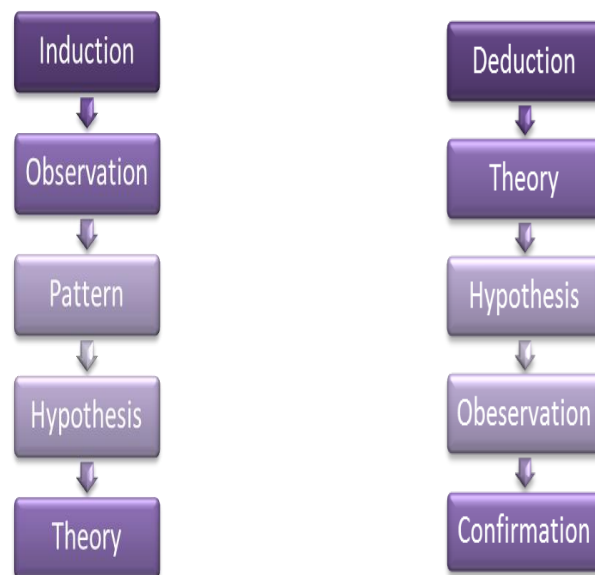 Induction
Observation
Pattern
Hypothesis
Theory
Deduction
Theory
Hypothesis
Obeservation
Confirmation